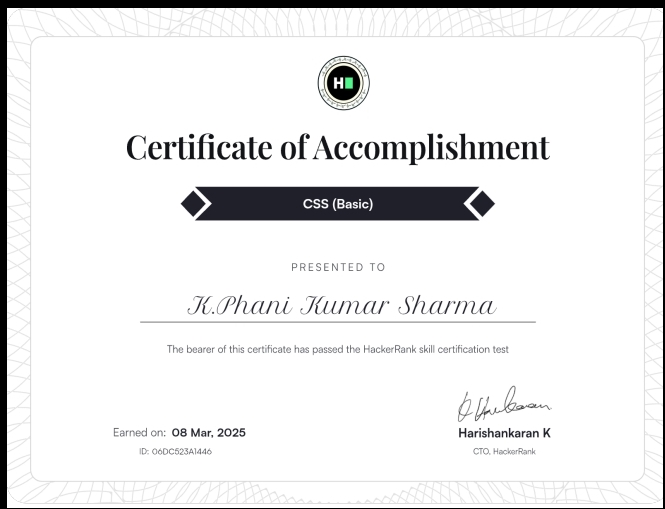 H
Certificate of Accomplishment
CSS (Basic)
PRESENTED TO
K.Phani Kumar Sharma
The bearer of this certificate has passed the HackerRank skill certification test
Earned on: 08 Mar, 2025
ID: 06DC523A1446
Harishankaran K
CTO, HackerRank